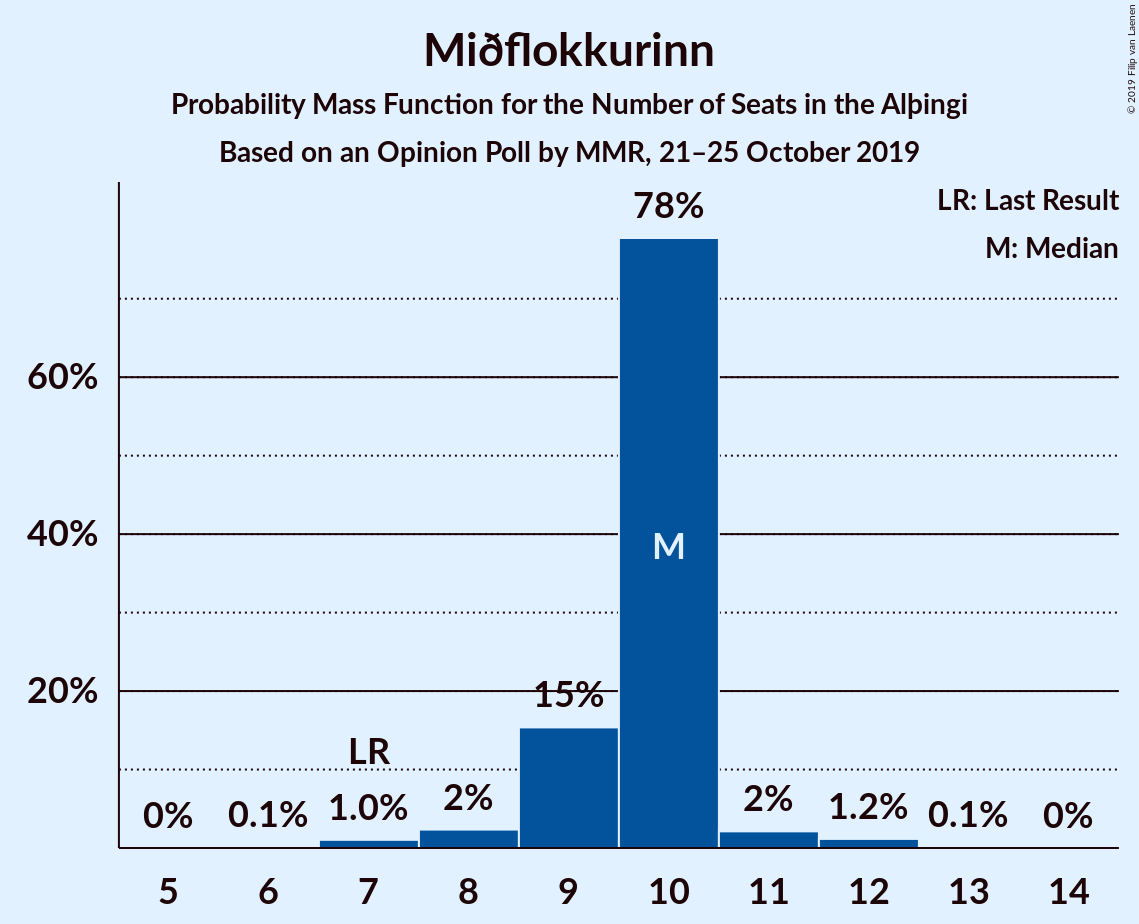 Miðflokkurinn
Probability Mass Function for the Number of Seats in the Alþingi
Based on an Opinion Poll by MMR, 21–25 October 2019
© 2019 Filip van Laenen
LR: Last Result
M: Median
78%
60%
40%
M
20%
15%
LR
0%
0.1%
1.0%
2%
2%
1.2%
0.1%
0%
5 6 7 8 9 10 11 12 13 14